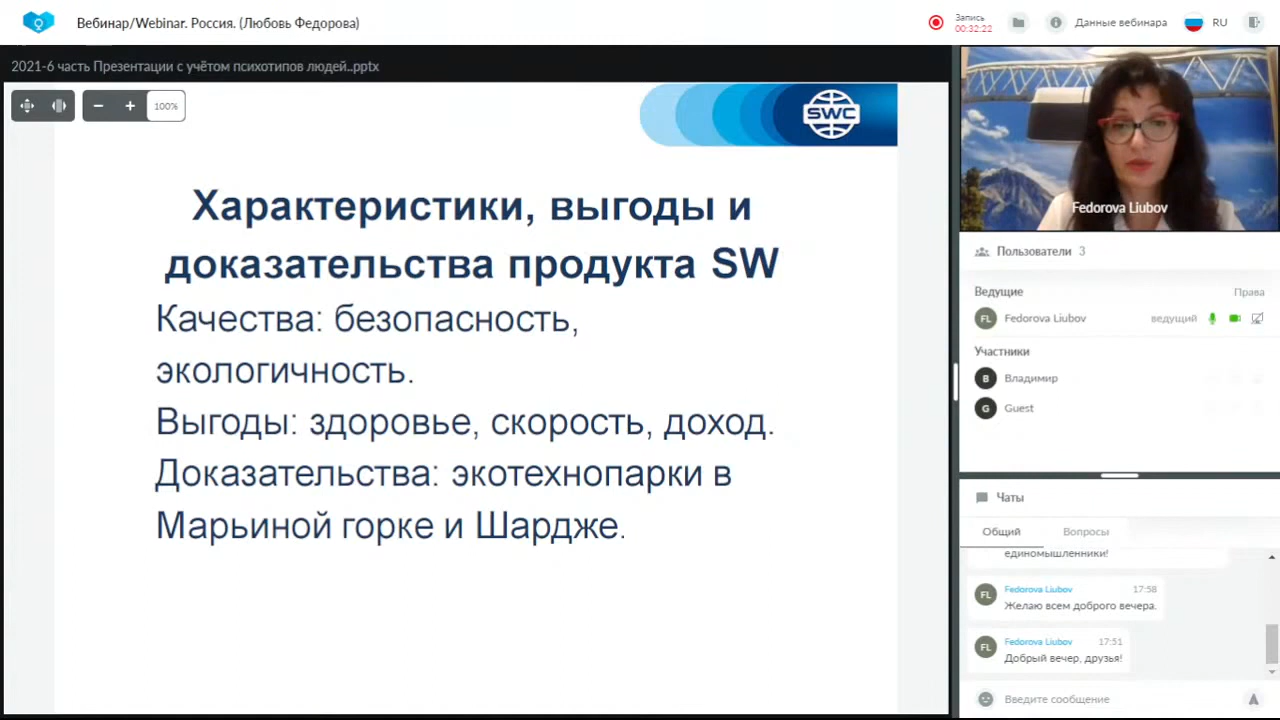 Вебинар/Webinar. Россия. (Любовь Федорова)
Запись
00:32:22
Данные вебинара
RU
2021-6 часть Презентации с учётом психотипов людей..pptx
100%
SWC
Характеристики, выгоды и
доказательства продукта SW
Качества: безопасность,
экологичность.
Выгоды: здоровье, скорость, доход.
Доказательства: экотехнопарки в
Марьиной горке и Шардже.
Fedorova Liubov
Пользователи 3
Ведущие Права
FL Fedorova Liubov ведущий
Участники
В Владимир
G Guest
Чаты
Общий Вопросы
единомышленники!
FL Fedorova Liubov 17:58
Желаю всем доброго вечера.
FL Fedorova Liubov 17:51
Добрый вечер, друзья!
Введите сообщение